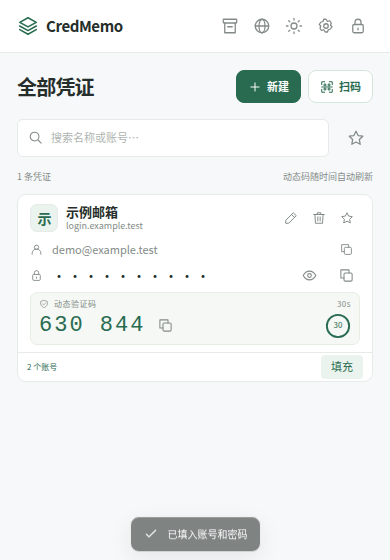 CredMemo
全部凭证
新建
扫码
搜索名称或账号…
1 条凭证
动态码随时间自动刷新
示
示例邮箱
login.example.test
demo@example.test
• • • • • • • • • •
动态验证码
30s
630 844
30
2 个账号
填充
已填入账号和密码